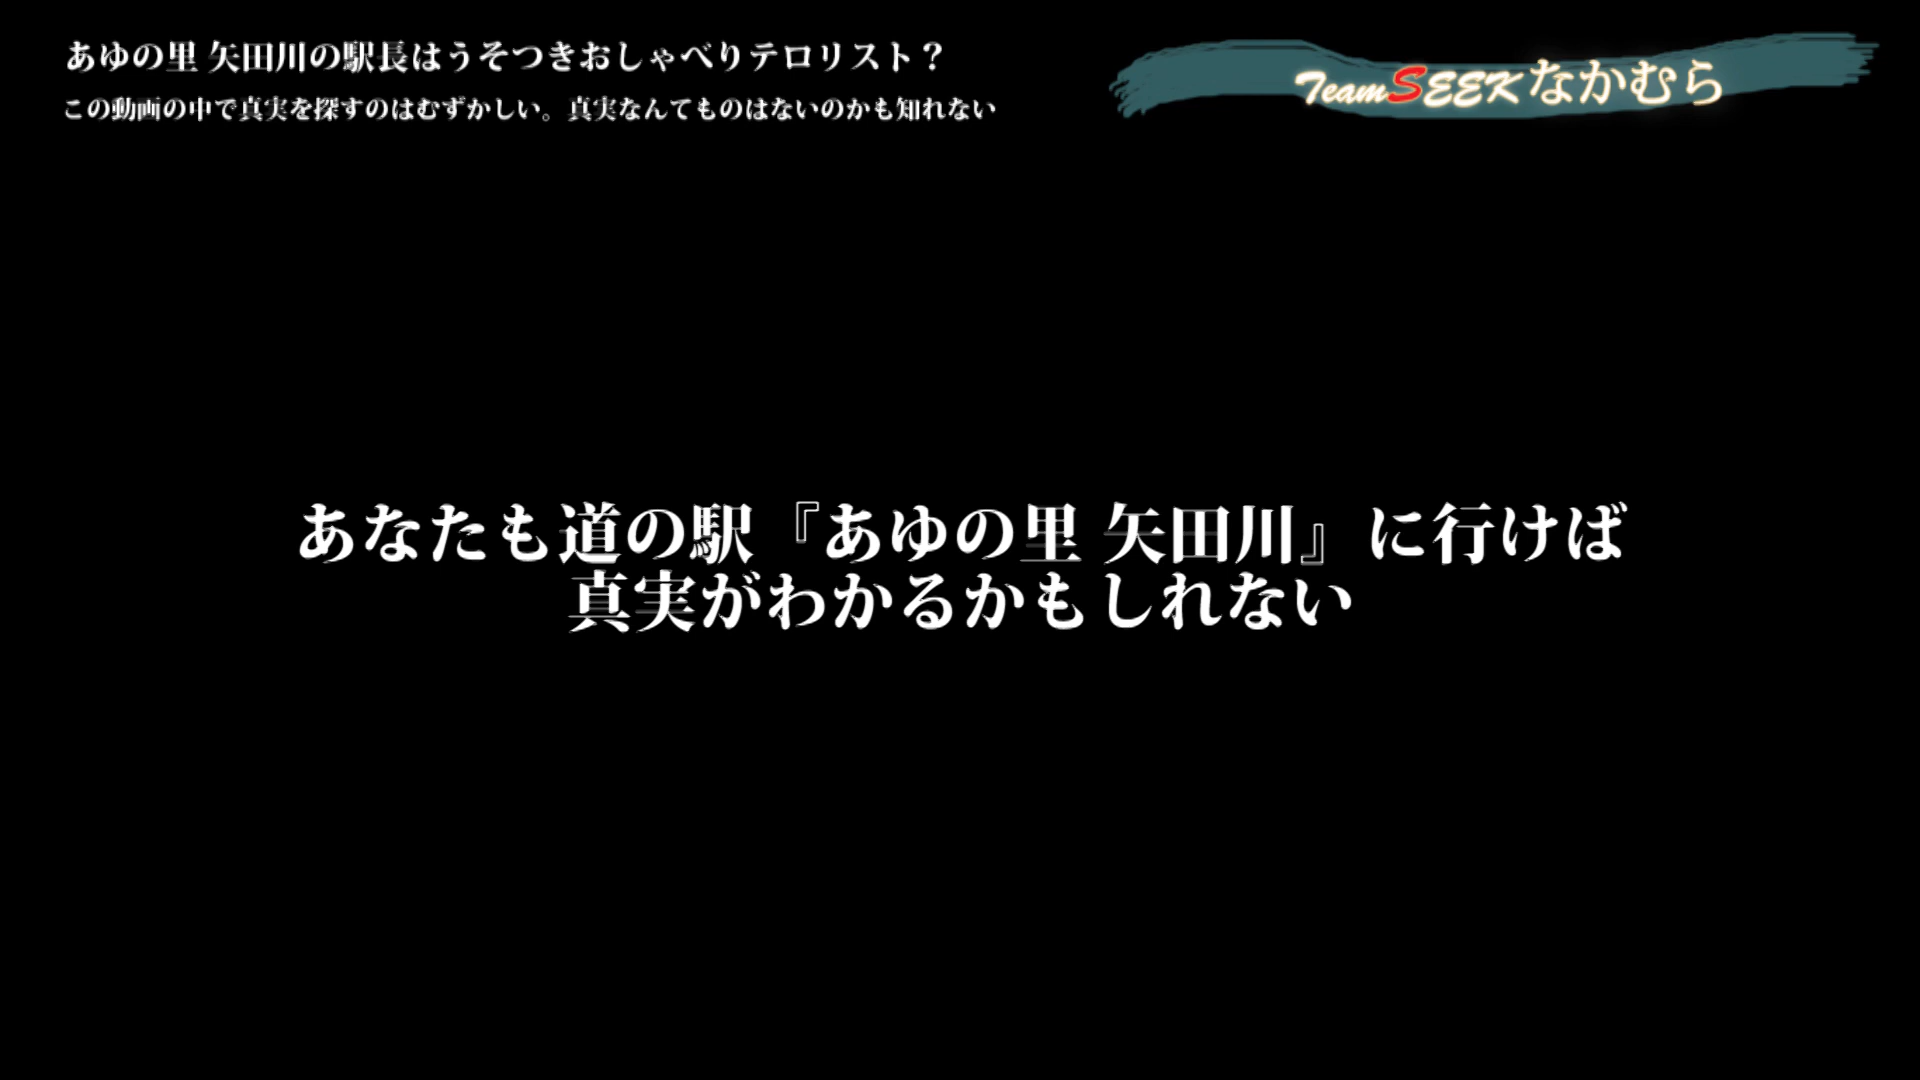 あゆの里 矢田川の駅長はうそつきおしゃべりテロリスト？
この動画の中で真実を探すのはむずかしい。真実なんてものはないのかも知れない
TeamSEEKなかむら
あなたも道の駅『あゆの里 矢田川』に行けば
真実がわかるかもしれない